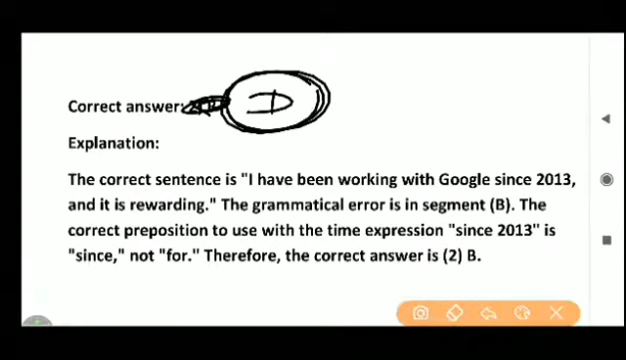 Correct answer: D
Explanation:
The correct sentence is "I have been working with Google since 2013,
and it is rewarding." The grammatical error is in segment (B). The
correct preposition to use with the time expression "since 2013" is
"since," not "for." Therefore, the correct answer is (2) B.